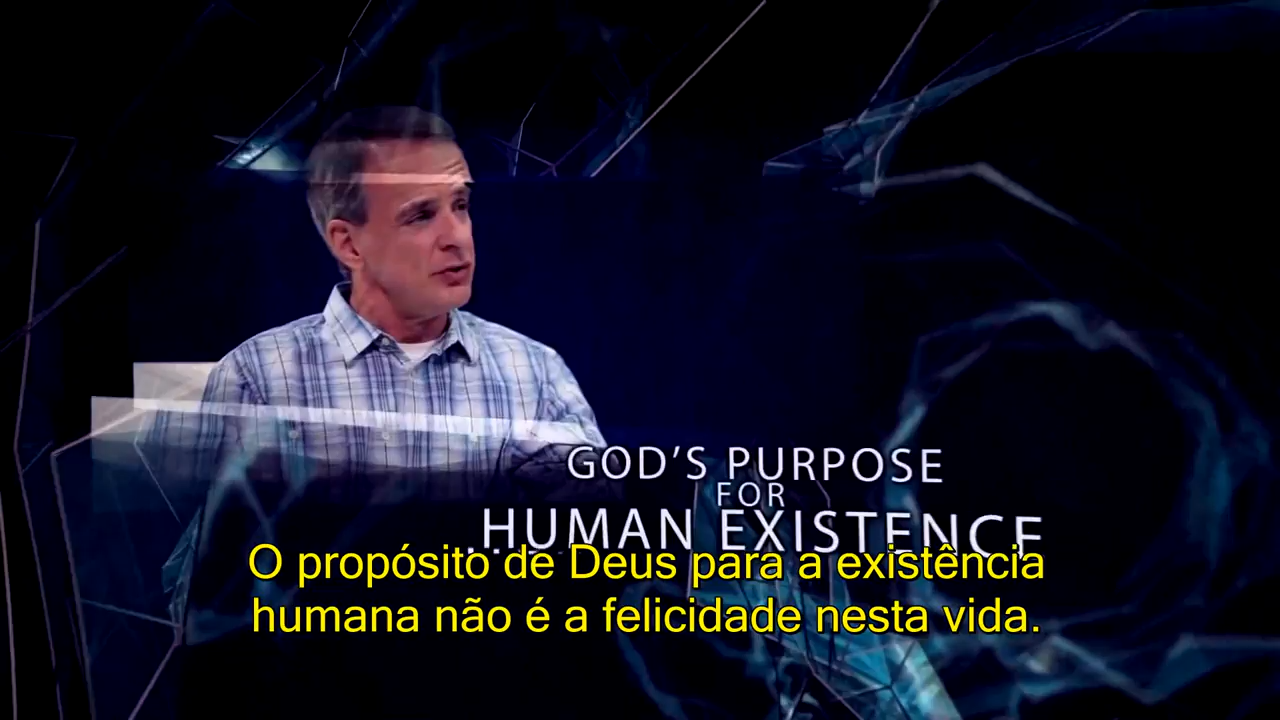 GOD'S PURPOSE
FOR
HUMAN EXISTENCE
O propósito de Deus para a existência
humana não é a felicidade nesta vida.